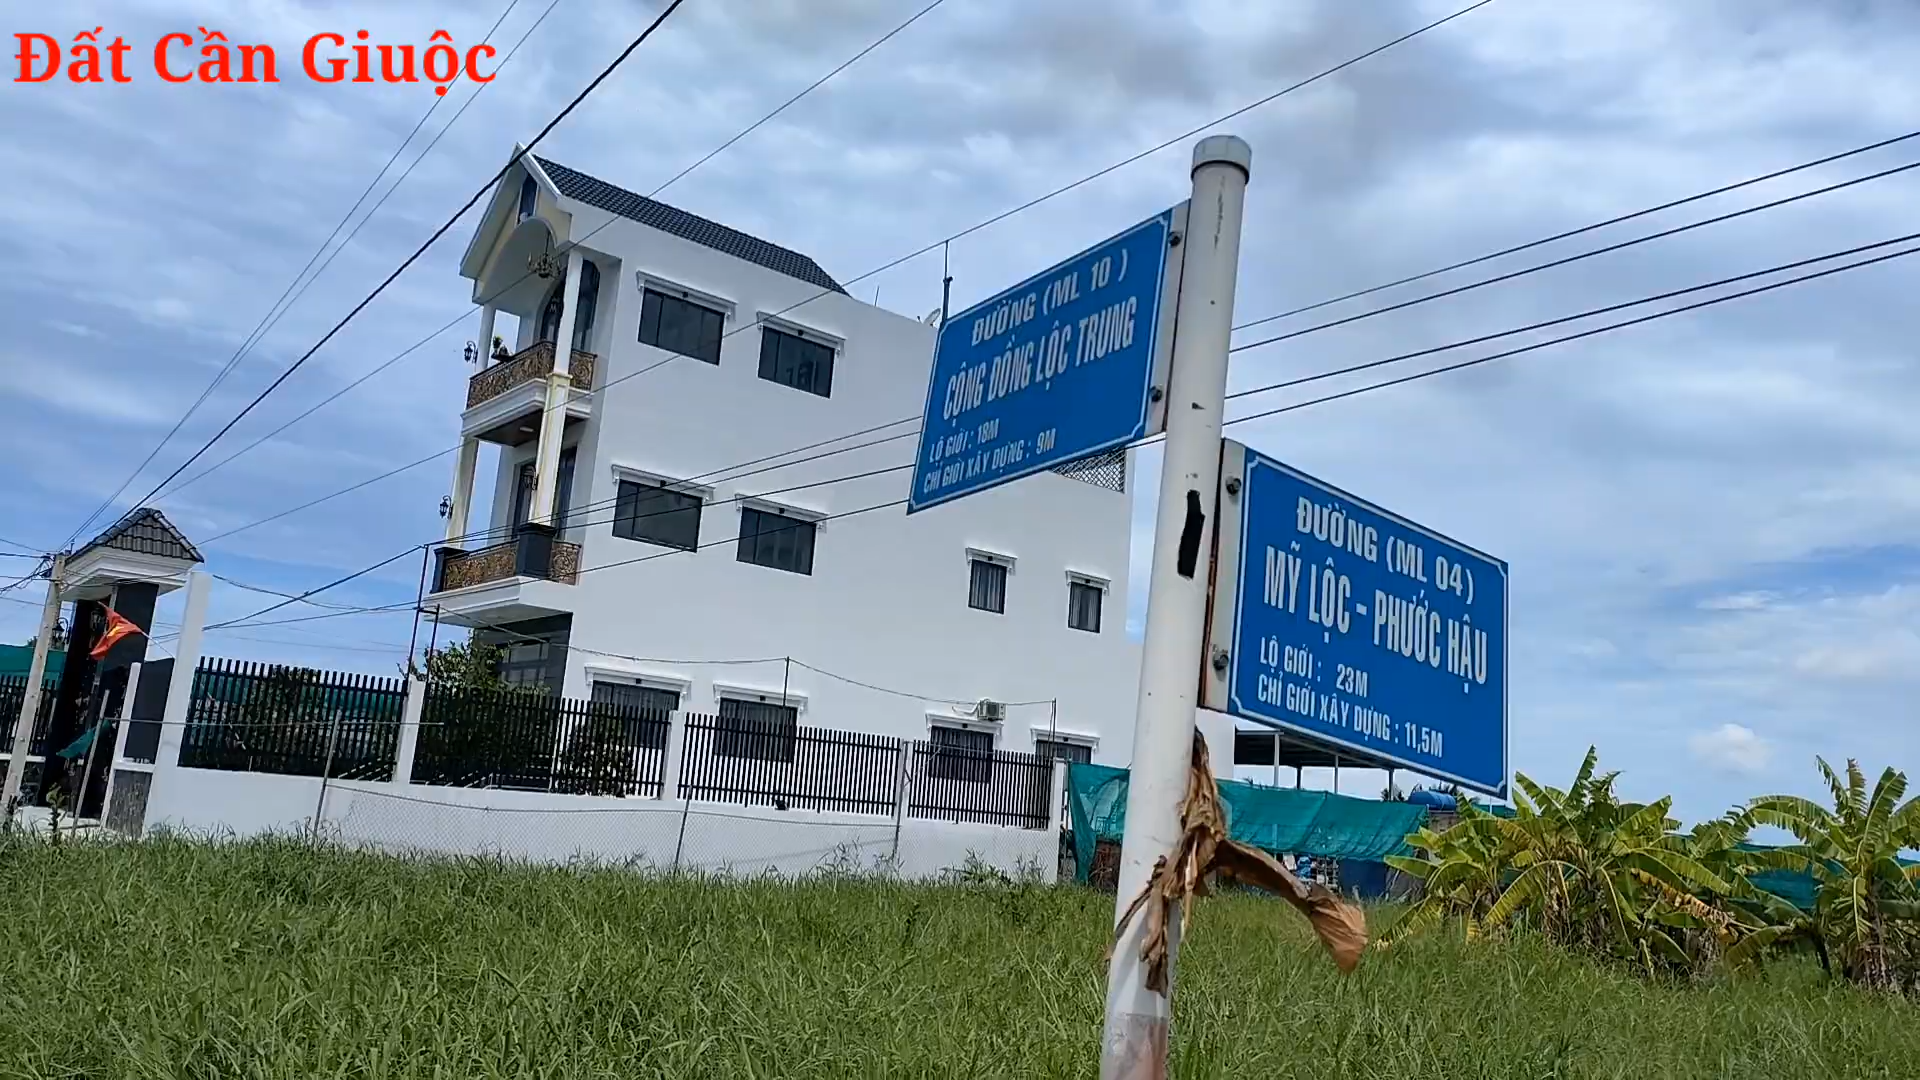 Đất Cần Giuộc
ĐƯỜNG (ML 10 )
CỘNG ĐỒNG LỘC TRUNG
LỘ GIỚI : 18M
CHỈ GIỚI XÂY DỰNG : 9M
ĐƯỜNG (ML 04)
MỸ LỘC - PHƯỚC HẬU
LỘ GIỚI : 23M
CHỈ GIỚI XÂY DỰNG : 11,5M